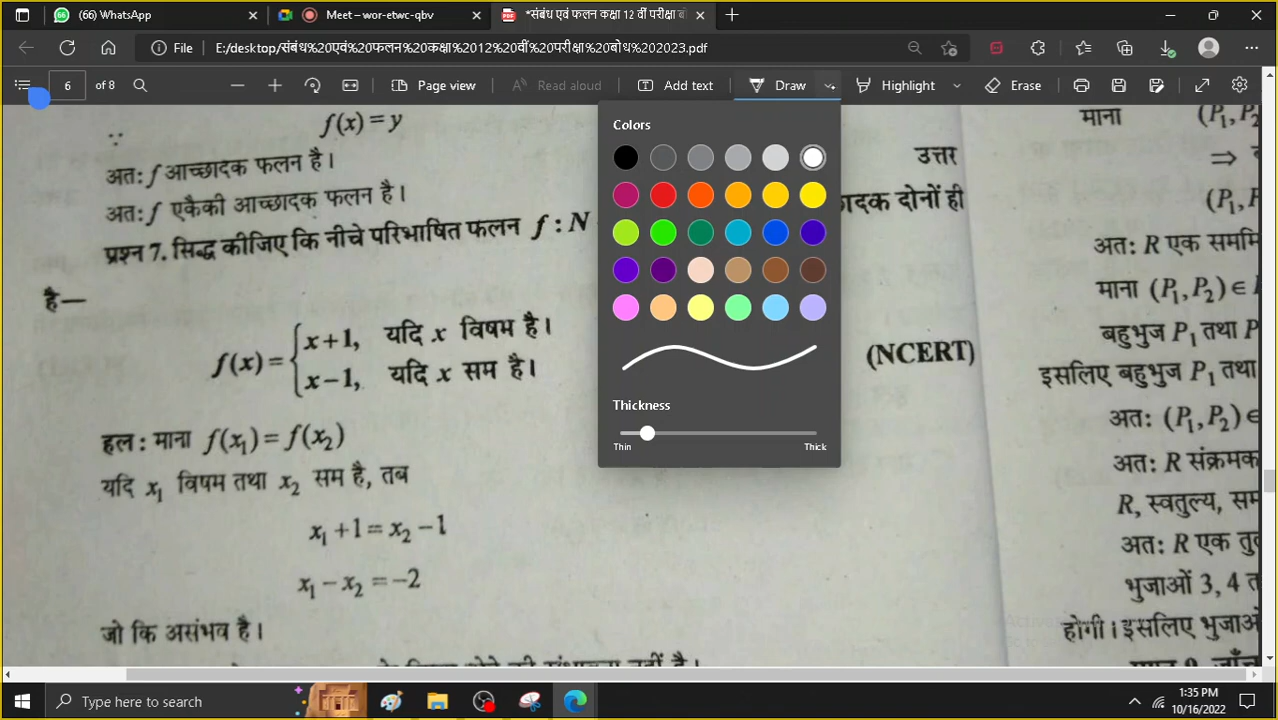 (66) WhatsApp
Meet – wor-etwc-qbv
*संबंध एवं फलन कक्षा 12 वीं परीक्षा बो
File
E:/desktop/संबंध%20एवं%20फलन%20कक्षा%2012%20वीं%20परीक्षा%20बोध%202023.pdf
6 of 8
Page view
Read aloud
Add text
Draw
Highlight
Erase
Colors
Thickness
Thin
Thick
∵ f(x) = y
अत: f आच्छादक फलन है।
अत: f एकैकी आच्छादक फलन है।
उत्तर
प्रश्न 7. सिद्ध कीजिए कि नीचे परिभाषित फलन f : N
छादक दोनों ही
है—
f(x) = { x+1, यदि x विषम है।
x−1, यदि x सम है।
(NCERT)
हल : माना f(x₁) = f(x₂)
यदि x₁ विषम तथा x₂ सम है, तब
x₁ +1 = x₂ −1
x₁ − x₂ = −2
जो कि असंभव है।
माना (P₁, P₂
⇒
(P₁, P
अत: R एक सममि
माना (P₁, P₂) ∈
बहुभुज P₁ तथा P
इसलिए बहुभुज P₁ तथा
अत: (P₁, P₂) ∈
अत: R संक्रमक
R, स्वतुल्य, सम
अत: R एक तु
भुजाओं 3, 4 त
होगी। इसलिए भुजाओ
Type here to search
1:35 PM
10/16/2022